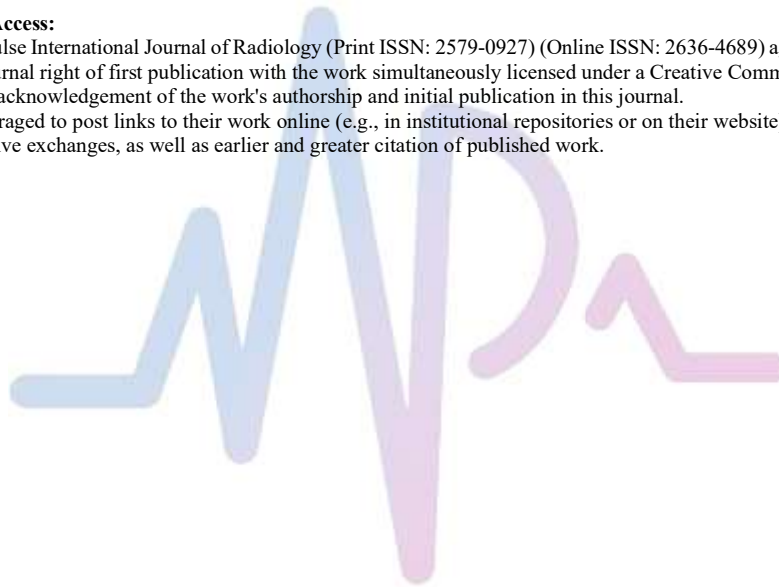 Access:
ulse International Journal of Radiology (Print ISSN: 2579-0927) (Online ISSN: 2636-4689) a
rnal right of first publication with the work simultaneously licensed under a Creative Comm
acknowledgement of the work's authorship and initial publication in this journal.
raged to post links to their work online (e.g., in institutional repositories or on their website
ve exchanges, as well as earlier and greater citation of published work.